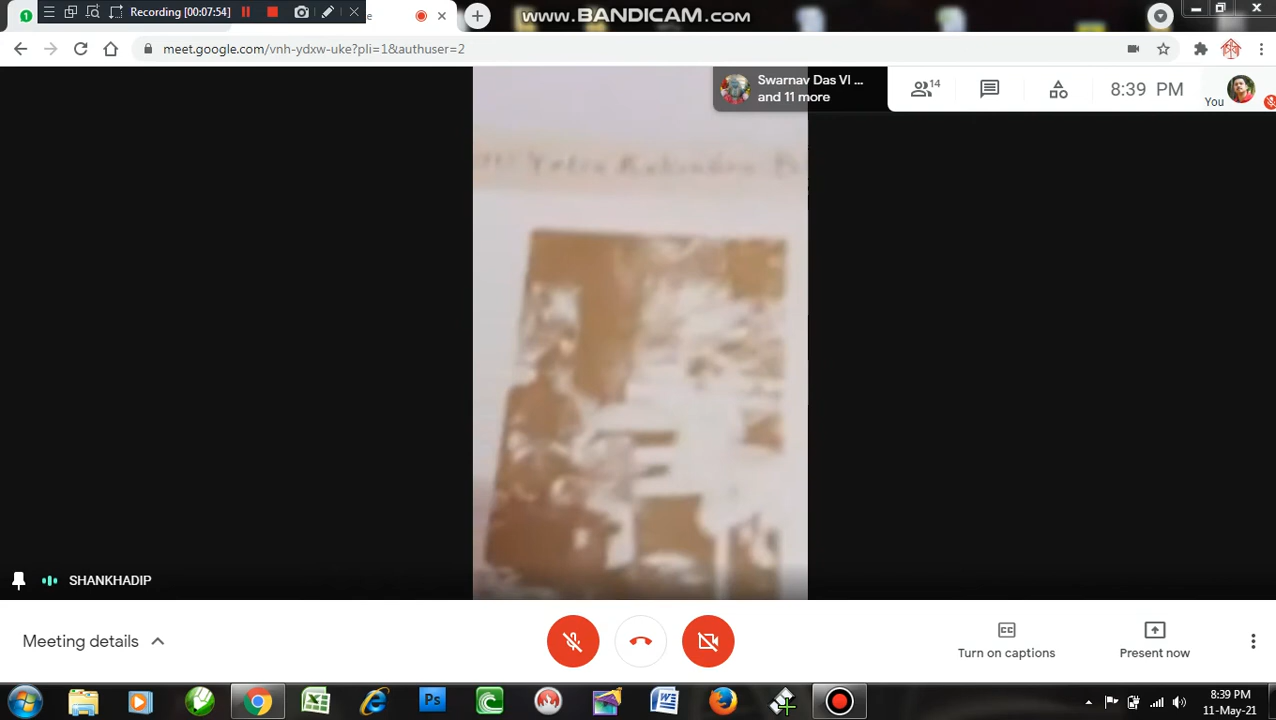 Recording [00:07:54]
www.BANDICAM.com
meet.google.com/vnh-ydxw-uke?pli=1&authuser=2
Swarnav Das VI ...
and 11 more
14
8:39 PM
You
SHANKHADIP
Meeting details
CC
Turn on captions
Present now
Ps
8:39 PM
11-May-21